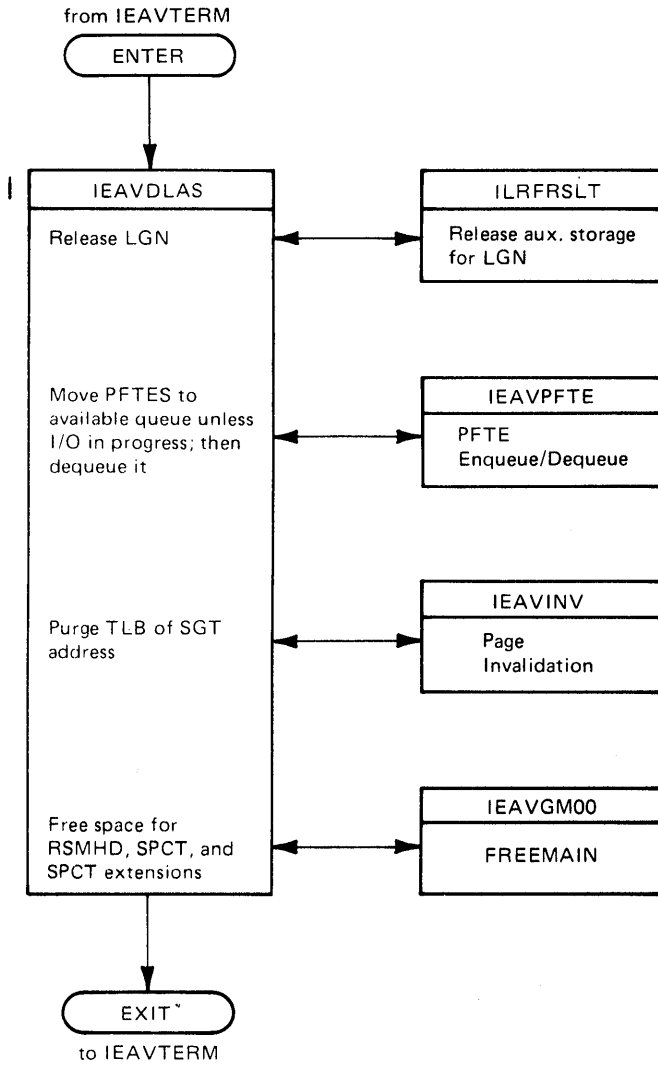 from IEAVTERM
ENTER
IEAVDLAS
Release LGN
ILRFRSLT
Release aux. storage
for LGN
Move PFTES to
available queue unless
I/O in progress; then
dequeue it
IEAVPFTE
PFTE
Enqueue/Dequeue
Purge TLB of SGT
address
IEAVINV
Page
Invalidation
Free space for
RSMHD, SPCT, and
SPCT extensions
IEAVGM00
FREEMAIN
EXIT
to IEAVTERM